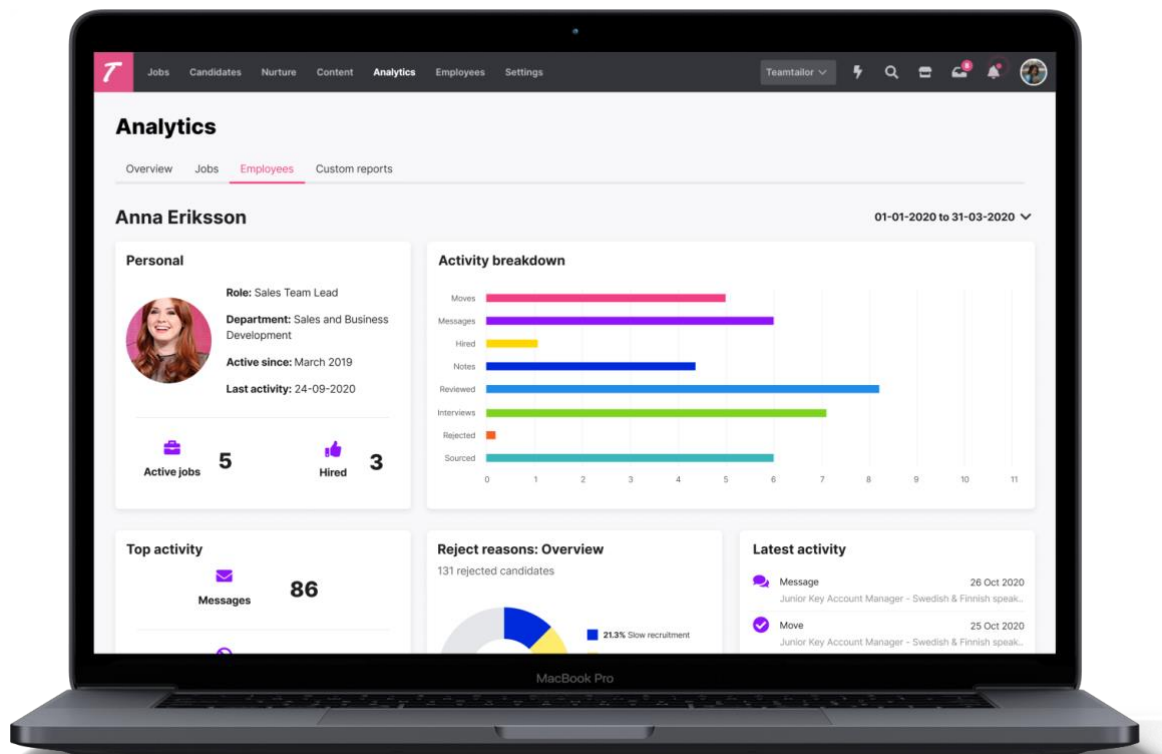 T
Jobs Candidates Nurture Content Analytics Employees Settings
Teamtailor
8
Analytics
Overview Jobs Employees Custom reports
Anna Eriksson
01-01-2020 to 31-03-2020
Personal
Role: Sales Team Lead
Department: Sales and Business
Development
Active since: March 2019
Last activity: 24-09-2020
Active jobs 5
Hired 3
Activity breakdown
Moves
Messages
Hired
Notes
Reviewed
Interviews
Rejected
Sourced
0 1 2 3 4 5 6 7 8 9 10 11
Top activity
Messages 86
Reject reasons: Overview
131 rejected candidates
21.3% Slow recruitment
Latest activity
Message 26 Oct 2020
Junior Key Account Manager - Swedish & Finnish speak..
Move 25 Oct 2020
Junior Key Account Manager - Swedish & Finnish speak..
MacBook Pro